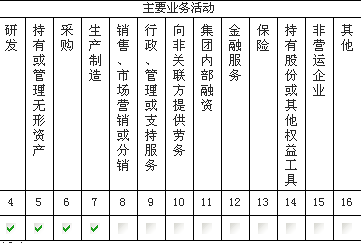 主要业务活动
研发
持有或管理无形资产
采购
生产制造
销售、市场营销或分销
行政、管理或支持服务
向非关联方提供劳务
集团内部融资
金融服务
保险
持有股份或其他权益工具
非营运企业
其他
4 5 6 7 8 9 10 11 12 13 14 15 16